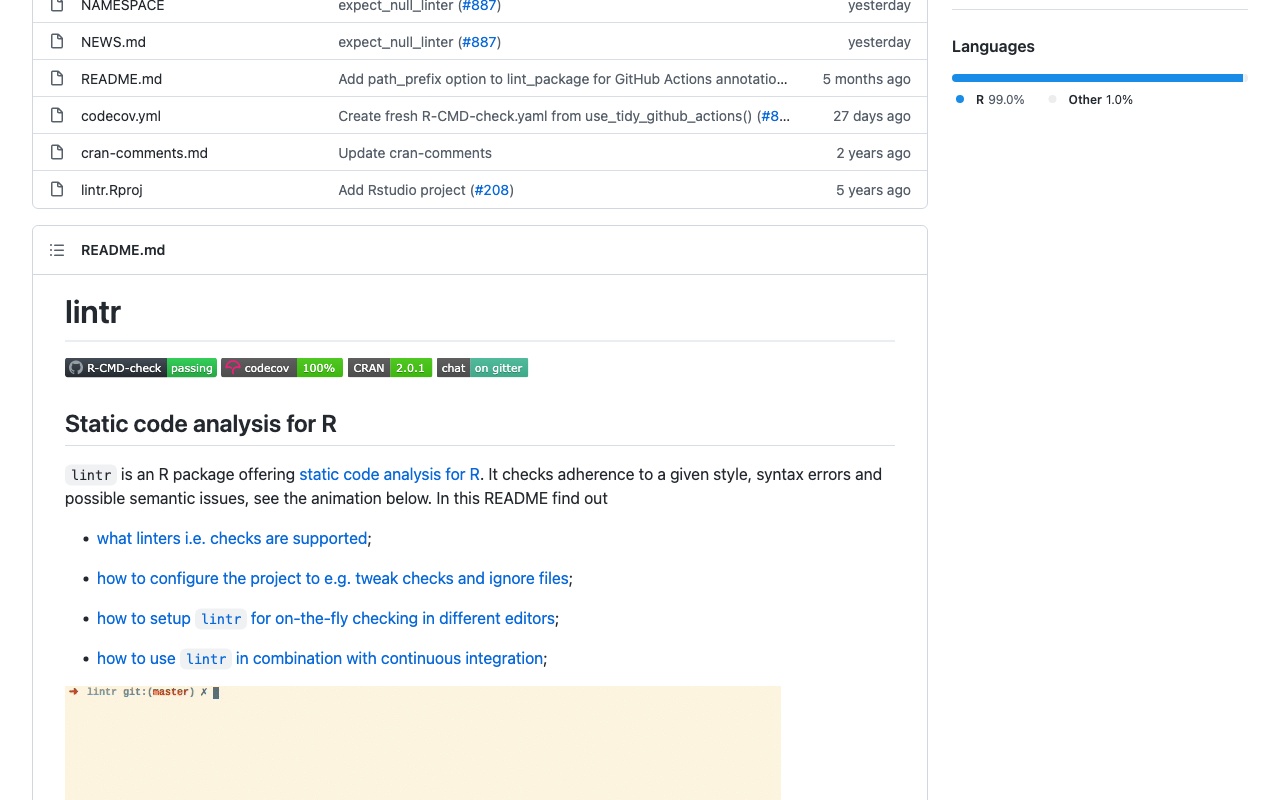 NAMESPACE expect_null_linter (#887) yesterday
NEWS.md expect_null_linter (#887) yesterday
README.md Add path_prefix option to lint_package for GitHub Actions annotatio... 5 months ago
codecov.yml Create fresh R-CMD-check.yaml from use_tidy_github_actions() (#8... 27 days ago
cran-comments.md Update cran-comments 2 years ago
lintr.Rproj Add Rstudio project (#208) 5 years ago
README.md
lintr
R-CMD-check passing codecov 100% CRAN 2.0.1 chat on gitter
Static code analysis for R
lintr is an R package offering static code analysis for R. It checks adherence to a given style, syntax errors and
possible semantic issues, see the animation below. In this README find out
• what linters i.e. checks are supported;
• how to configure the project to e.g. tweak checks and ignore files;
• how to setup lintr for on-the-fly checking in different editors;
• how to use lintr in combination with continuous integration;
➜ lintr git:(master) ✗
Languages
R 99.0% Other 1.0%